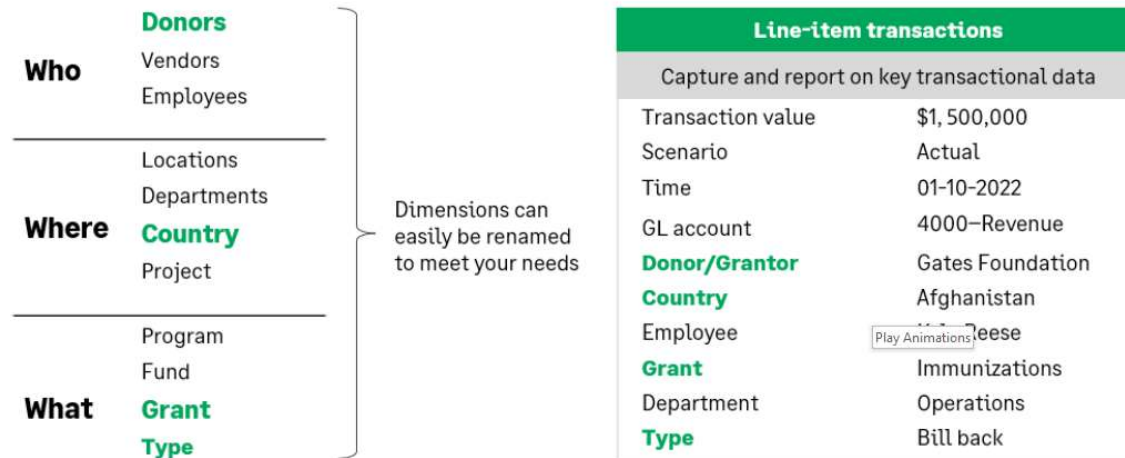 Who
Donors
Vendors
Employees
Where
Locations
Departments
Country
Project
What
Program
Fund
Grant
Type
Dimensions can
easily be renamed
to meet your needs
Line-item transactions
Capture and report on key transactional data
Transaction value $1, 500,000
Scenario Actual
Time 01-10-2022
GL account 4000–Revenue
Donor/Grantor Gates Foundation
Country Afghanistan
Employee Reese
Play Animations
Grant Immunizations
Department Operations
Type Bill back